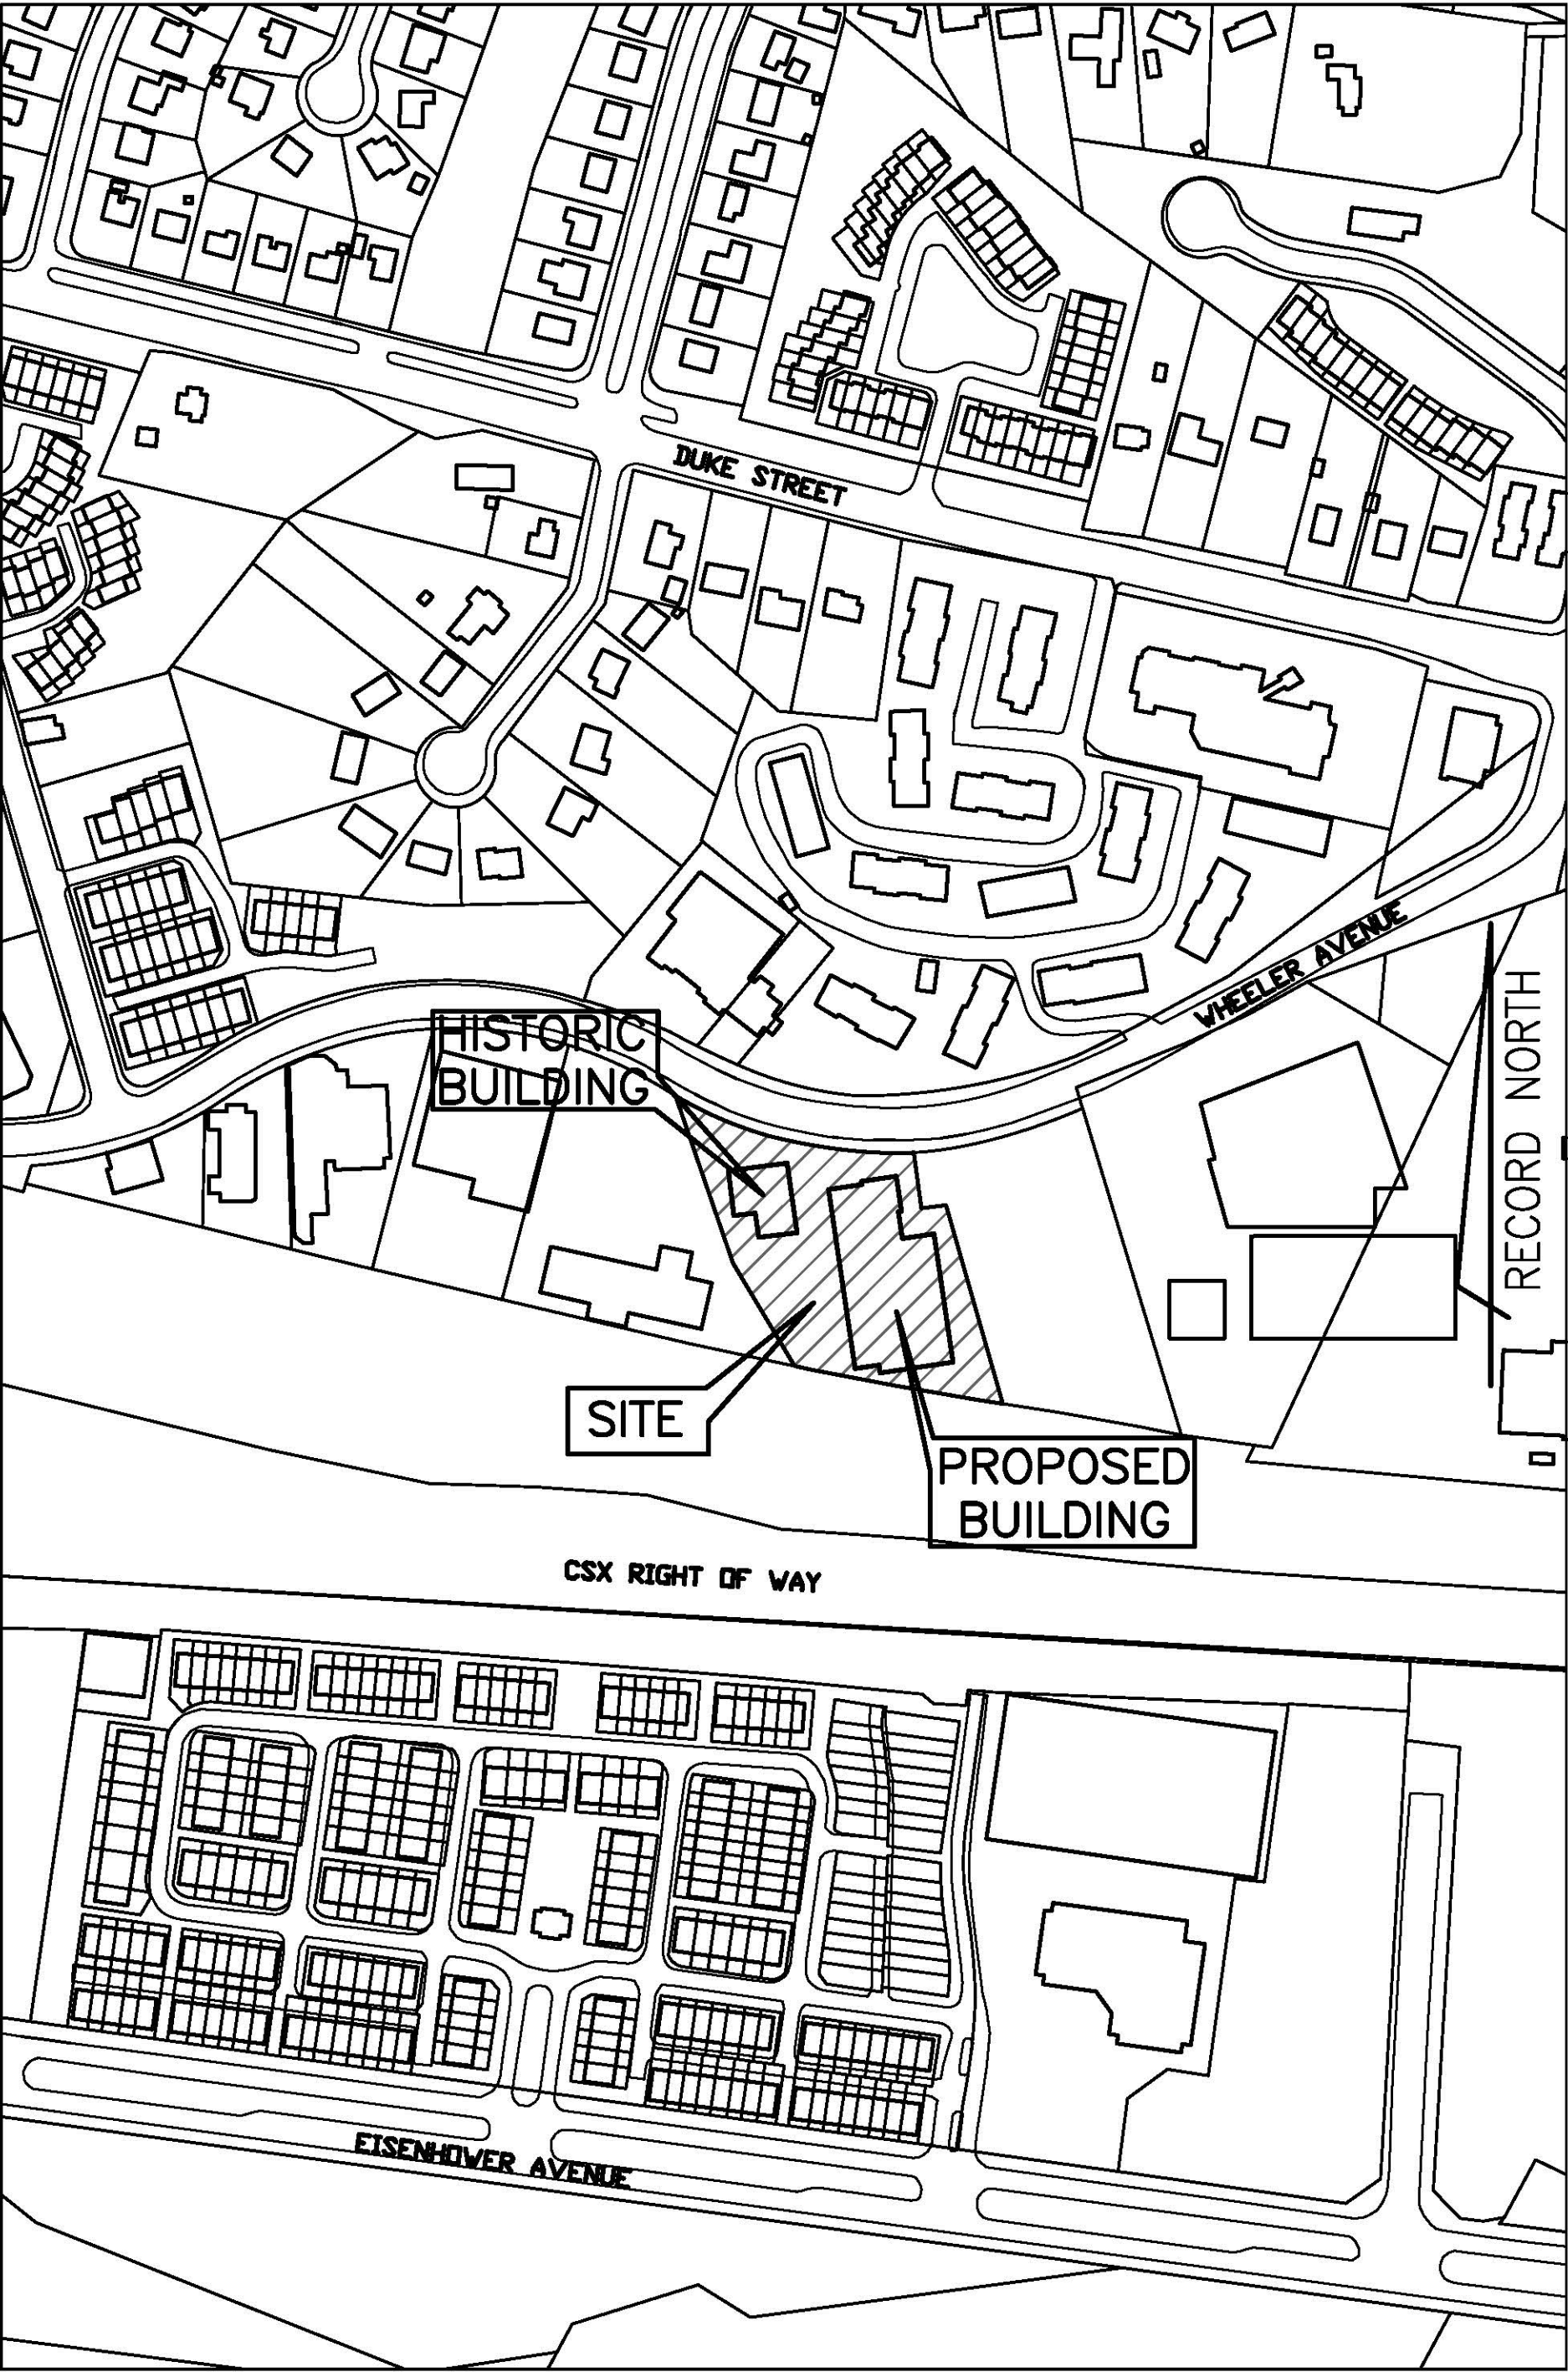 DUKE STREET
WHEELER AVENUE
RECORD NORTH
HISTORIC
BUILDING
SITE
PROPOSED
BUILDING
CSX RIGHT OF WAY
EISENHOWER AVENUE